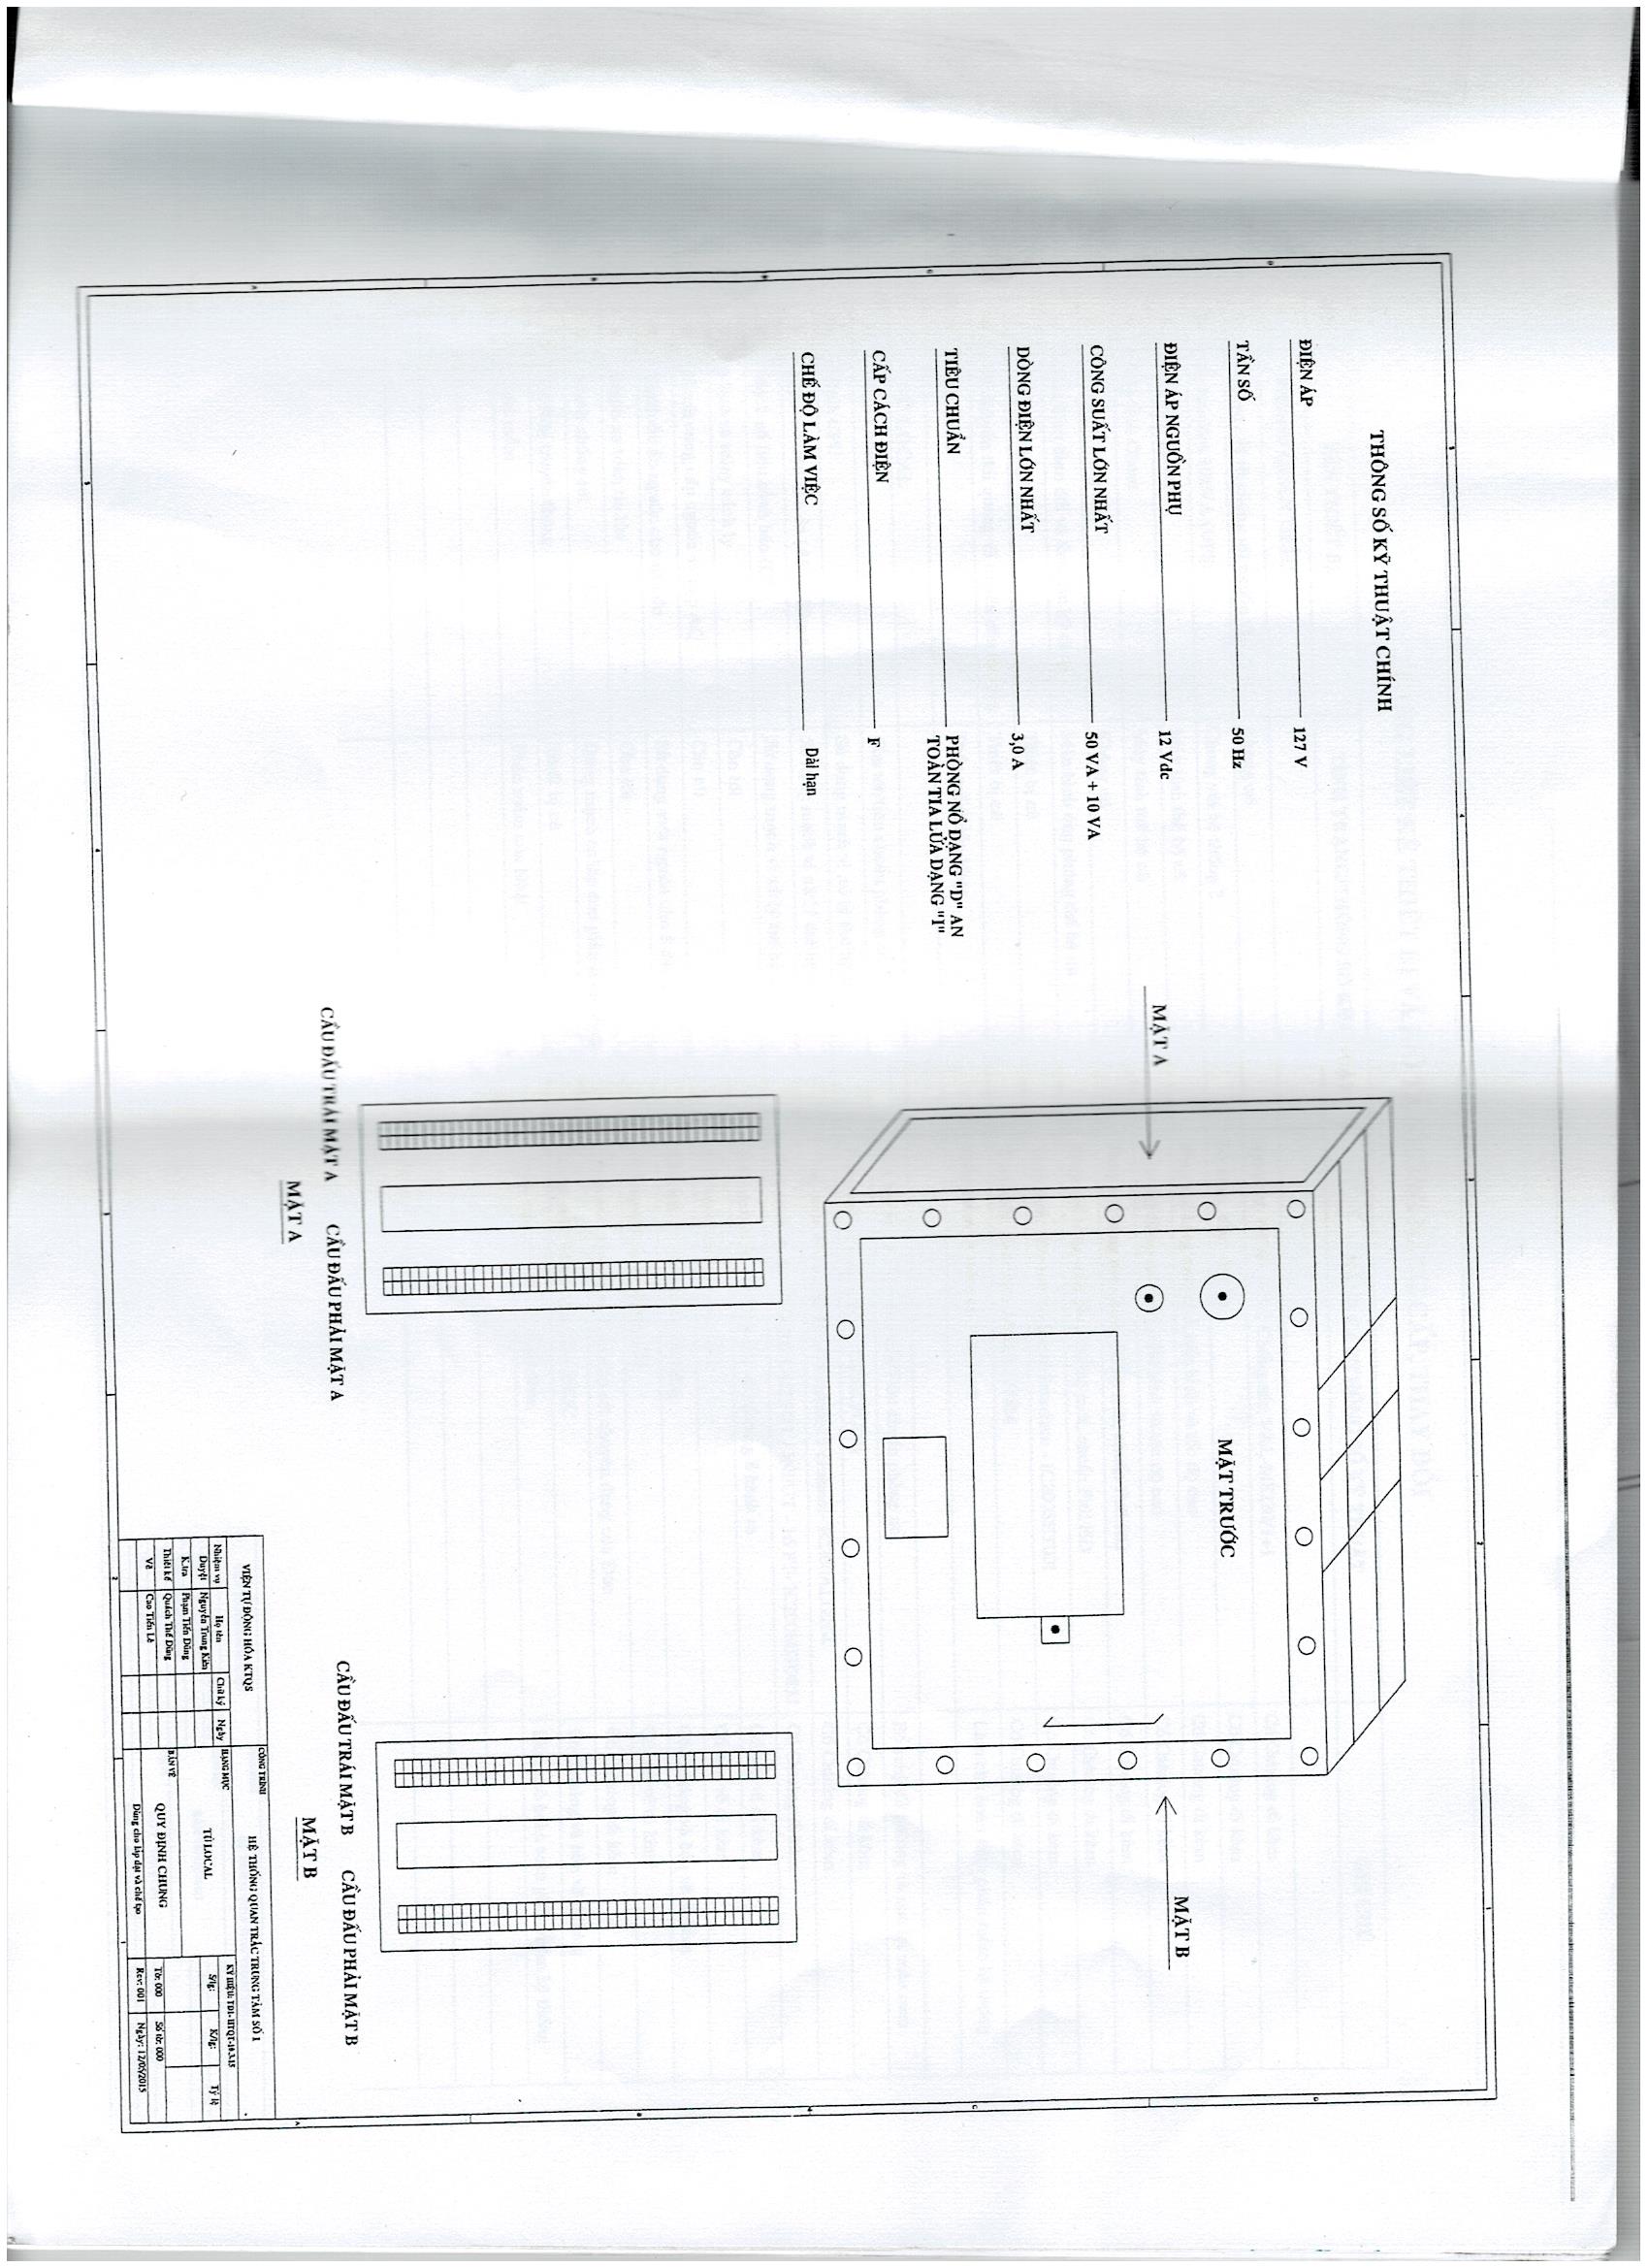 THÔNG SỐ KỸ THUẬT CHÍNH
ĐIỆN ÁP 127 V
TẦN SỐ 50 Hz
ĐIỆN ÁP NGUỒN PHỤ 12 Vdc
CÔNG SUẤT LỚN NHẤT 50 VA + 10 VA
DÒNG ĐIỆN LỚN NHẤT 3,0 A
TIÊU CHUẨN PHÒNG NỔ DẠNG "D" AN
TOÀN TIA LỬA DẠNG "I"
CẤP CÁCH ĐIỆN F
CHẾ ĐỘ LÀM VIỆC Dài hạn
MẶT TRƯỚC
MẶT A
MẶT B
CẦU ĐẤU TRÁI MẶT A CẦU ĐẤU PHẢI MẶT A
MẶT A
CẦU ĐẤU TRÁI MẶT B CẦU ĐẤU PHẢI MẶT B
MẶT B
VIỆN TỰ ĐỘNG HÓA KTQS
Nhiệm vụ Họ tên Chữ ký Ngày
Duyệt Nguyễn Trung Kiên
K.tra Phạm Tiến Dũng
Thiết kế Quách Thế Dũng
Vẽ Cao Tiến Lê
CÔNG TRÌNH
HỆ THỐNG QUAN TRẮC TRUNG TÂM SỐ 1
HẠNG MỤC
TỦ LOCAL
BẢN VẼ
QUY ĐỊNH CHUNG
Dùng cho lắp đặt và chế tạo
KÝ HIỆU: TĐ1- HTQT-10.3.15
S/lg: K/lg: Tỷ lệ
Tờ: 000 Số tờ: 000
Rev: 001 Ngày: 12/05/2015